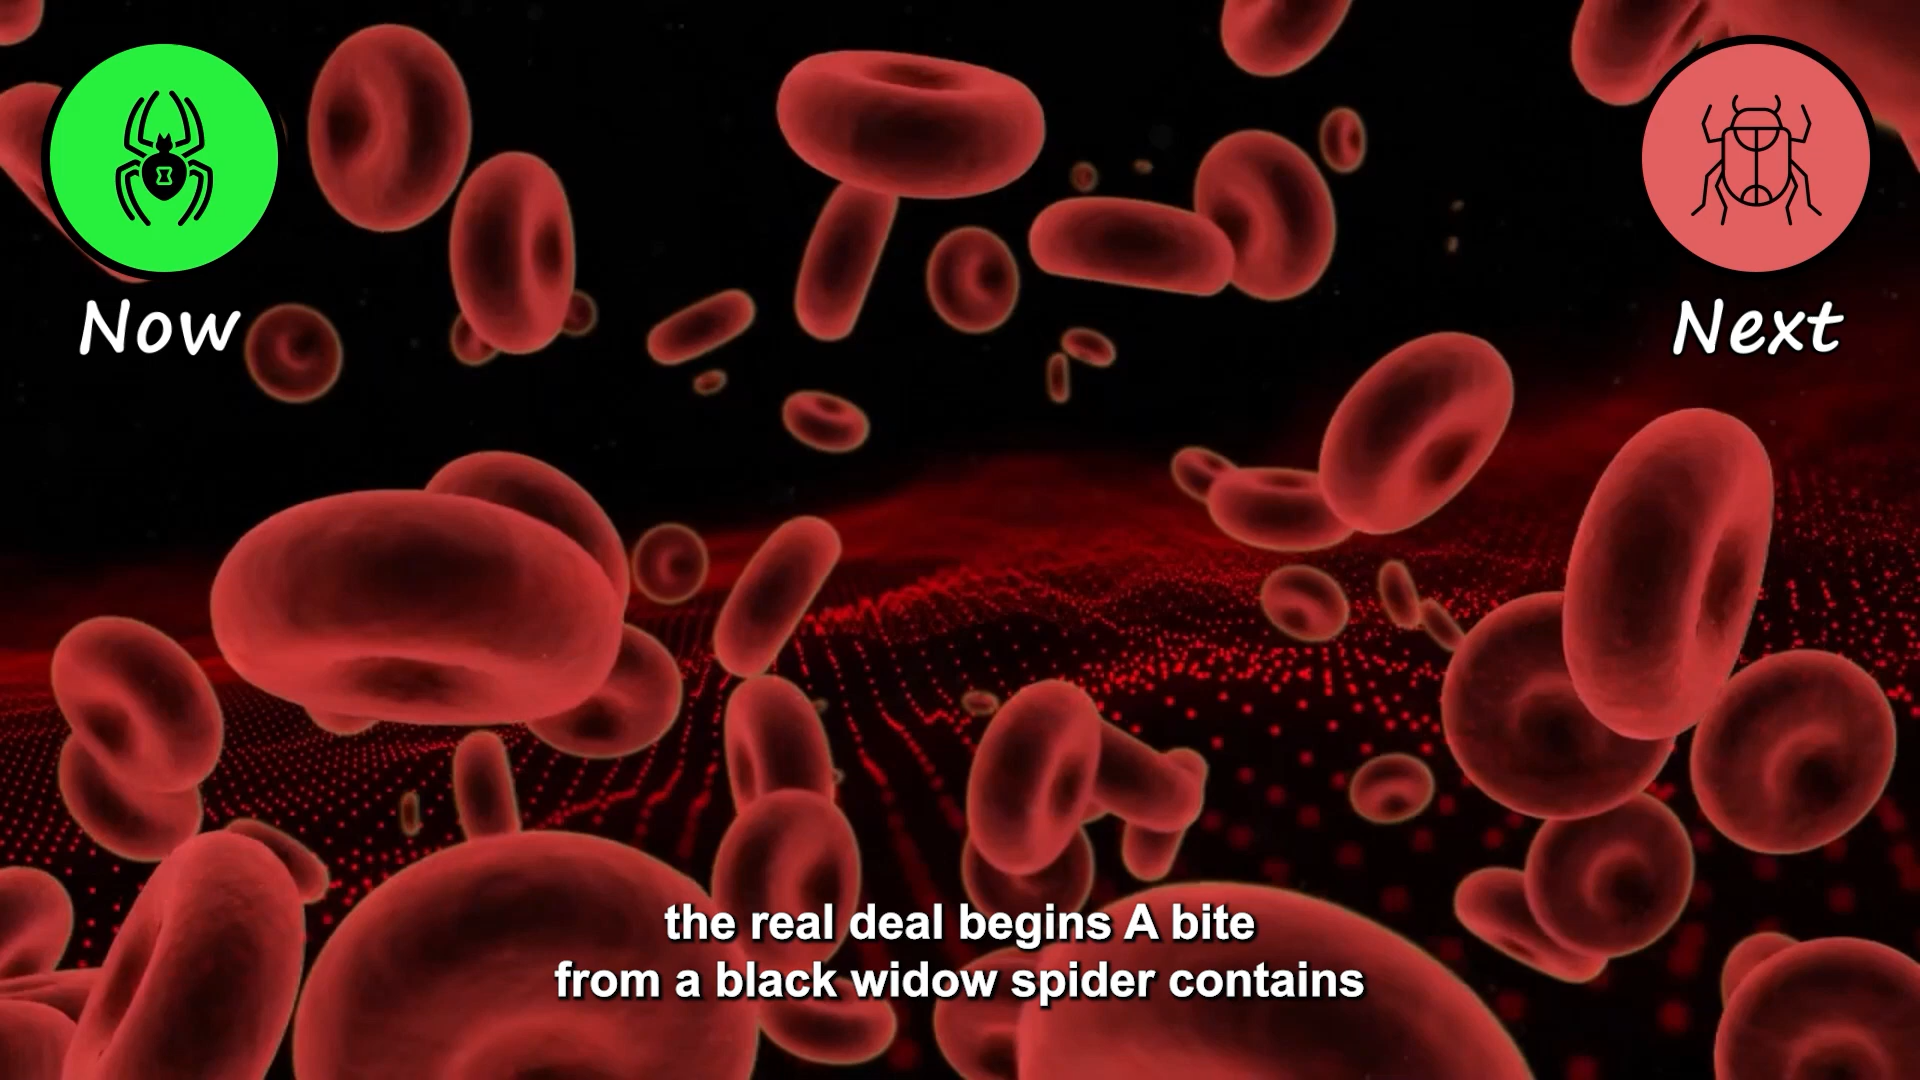 Now
Next
the real deal begins A bite
from a black widow spider contains